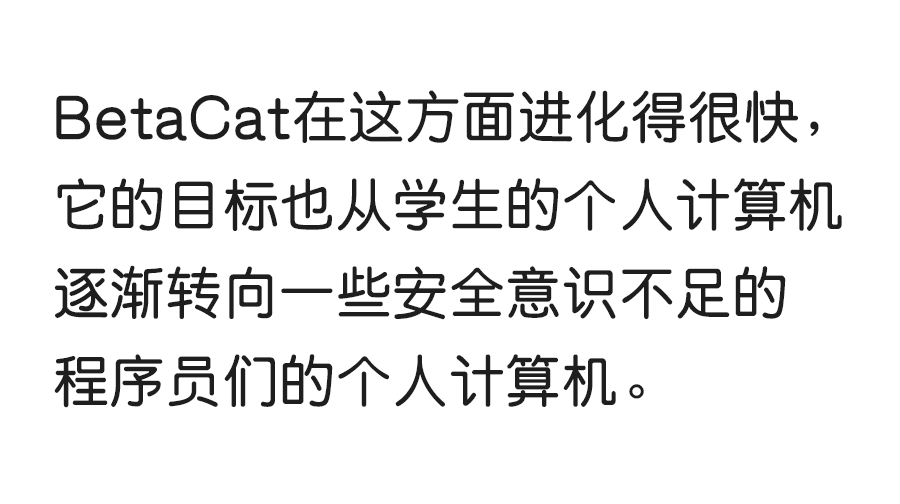 BetaCat在这方面进化得很快，
它的目标也从学生的个人计算机
逐渐转向一些安全意识不足的
程序员们的个人计算机。